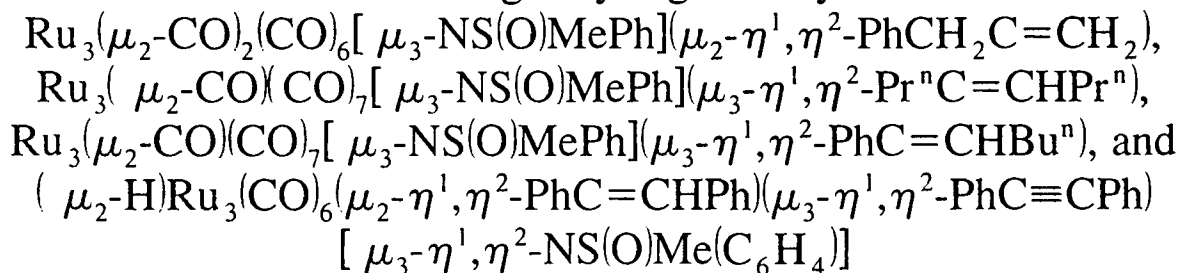 Ru₃(μ₂-CO)₂(CO)₆[ μ₃-NS(O)MePh](μ₂-η¹,η²-PhCH₂C=CH₂),
Ru₃( μ₂-CO)(CO)₇[ μ₃-NS(O)MePh](μ₃-η¹,η²-PrⁿC=CHPrⁿ),
Ru₃(μ₂-CO)(CO)₇[ μ₃-NS(O)MePh](μ₃-η¹,η²-PhC=CHBuⁿ), and
( μ₂-H)Ru₃(CO)₆(μ₂-η¹,η²-PhC=CHPh)(μ₃-η¹,η²-PhC≡CPh)
[ μ₃-η¹,η²-NS(O)Me(C₆H₄)]